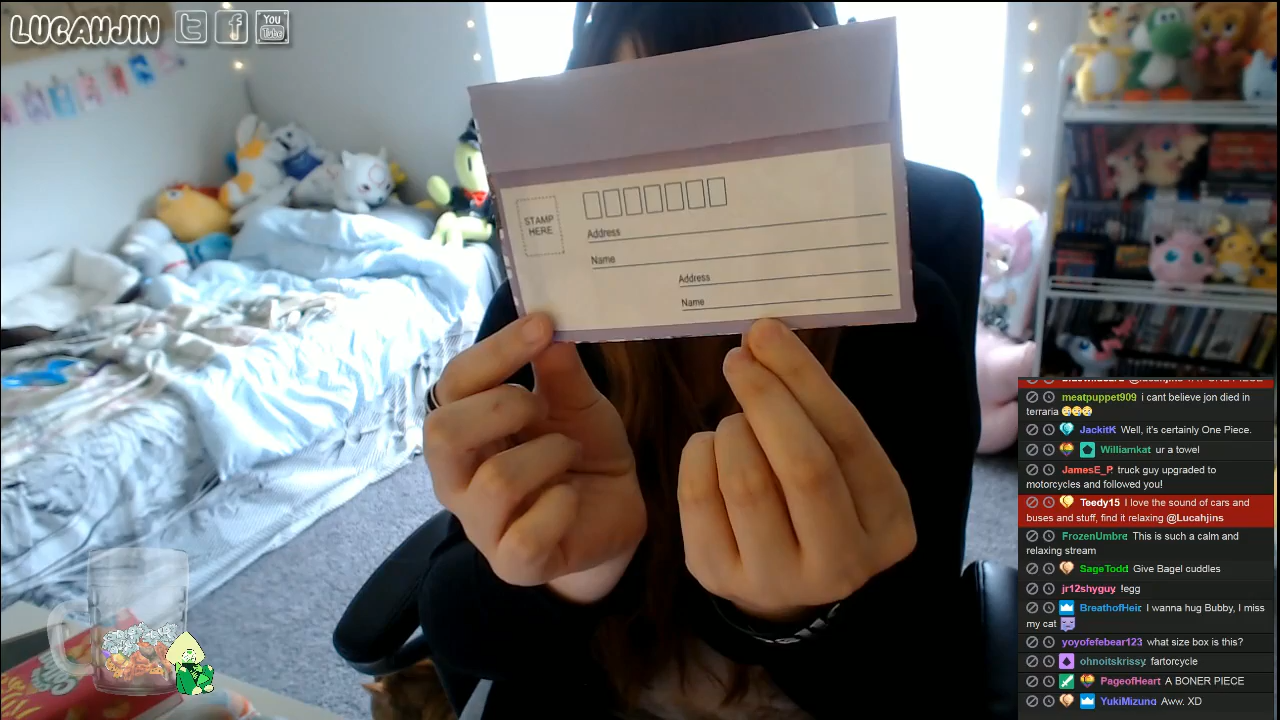 LUCAHJIN
You
Tube
STAMP
HERE
Address
Name
Address
Name
meatpuppet909: i cant believe jon died in
terraria 😢😢😢
JackitK: Well, it's certainly One Piece.
Williamkat: ur a towel
JamesE_P: truck guy upgraded to
motorcycles and followed you!
Teedy15: I love the sound of cars and
buses and stuff, find it relaxing @Lucahjins
FrozenUmbre: This is such a calm and
relaxing stream
SageTodd: Give Bagel cuddles
jr12shyguy: !egg
BreathofHeic: I wanna hug Bubby, I miss
my cat
yoyofefebear123: what size box is this?
ohnoitskrissy: fartorcycle
PageofHeart: A BONER PIECE
YukiMizuno: Aww. XD